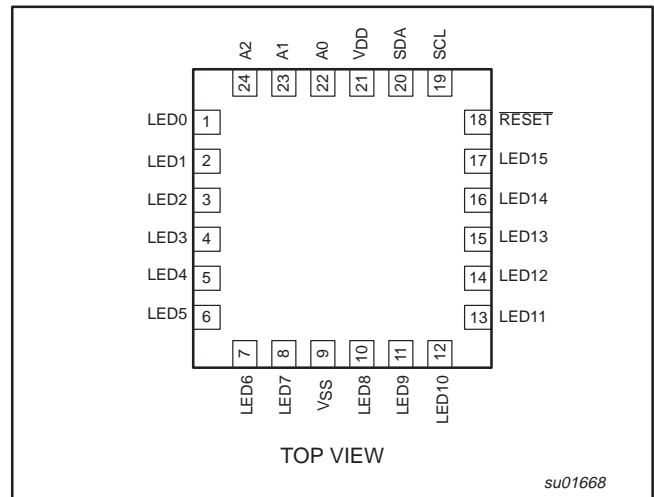 A2 A1 A0 VDD SDA SCL
24 23 22 21 20 19
LED0 1 18 RESET
LED1 2 17 LED15
LED2 3 16 LED14
LED3 4 15 LED13
LED4 5 14 LED12
LED5 6 13 LED11
7 8 9 10 11 12
LED6 LED7 VSS LED8 LED9 LED10
TOP VIEW
su01668